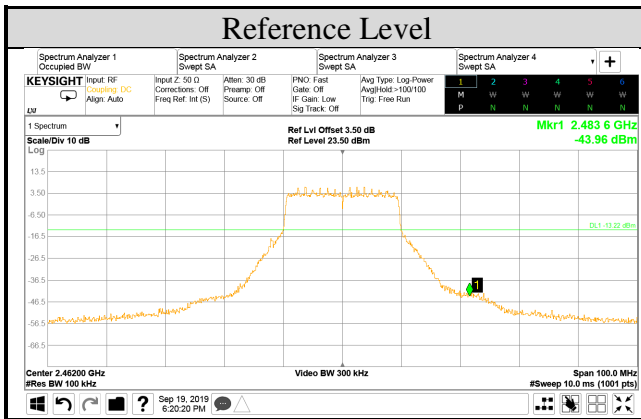 Reference Level
Spectrum Analyzer 1
Occupied BW
Spectrum Analyzer 2
Swept SA
Spectrum Analyzer 3
Swept SA
Spectrum Analyzer 4
Swept SA
KEYSIGHT
Input: RF
Coupling: DC
Align: Auto
Input Z: 50 Ω
Corrections: Off
Freq Ref: Int (S)
Atten: 30 dB
Preamp: Off
Source: Off
PNO: Fast
Gate: Off
IF Gain: Low
Sig Track: Off
Avg Type: Log-Power
Avg|Hold:>100/100
Trig: Free Run
1 2 3 4 5 6
M W W W W W
P N N N N N
LXI
1 Spectrum
Scale/Div 10 dB
Ref Lvl Offset 3.50 dB
Ref Level 23.50 dBm
Mkr1 2.483 6 GHz
-43.96 dBm
Log
13.5
3.50
-6.50
DL1 -13.22 dBm
-16.5
-26.5
-36.5
1
-46.5
-56.5
-66.5
Center 2.46200 GHz
Video BW 300 kHz
Span 100.0 MHz
#Res BW 100 kHz
#Sweep 10.0 ms (1001 pts)
?
Sep 19, 2019
6:20:20 PM